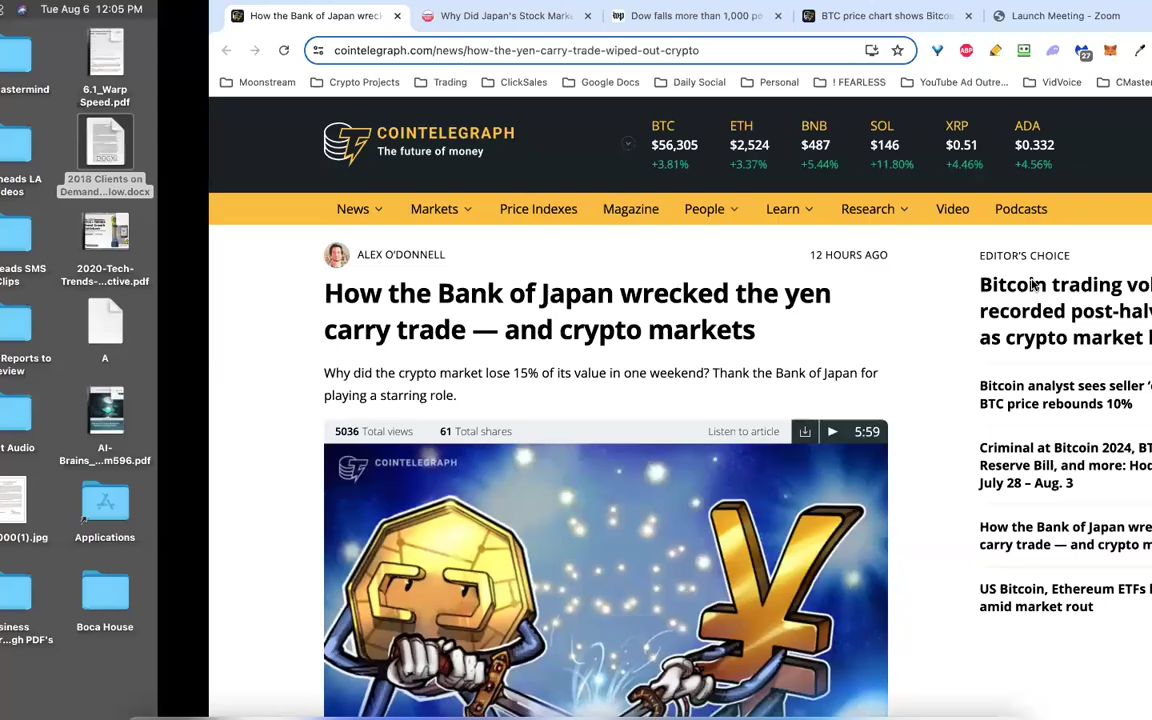 Tue Aug 6 12:05 PM
astermind
6.1_Warp
Speed.pdf
DOCX
heads LA
deos
2018 Clients on
Demand...low.docx
eads SMS
Clips
2020-Tech-
Trends-...ctive.pdf
Reports to
eview
A
t Audio
AI-
Brains_...m596.pdf
000(1).jpg
Applications
siness
r...gh PDF's
Boca House
How the Bank of Japan wreck
Why Did Japan's Stock Marke
Dow falls more than 1,000 po
BTC price chart shows Bitcoi
Launch Meeting - Zoom
cointelegraph.com/news/how-the-yen-carry-trade-wiped-out-crypto
ABP
27
Moonstream
Crypto Projects
Trading
ClickSales
Google Docs
Daily Social
Personal
! FEARLESS
YouTube Ad Outre...
VidVoice
CMaste
COINTELEGRAPH
The future of money
BTC ETH BNB SOL XRP ADA
$56,305 $2,524 $487 $146 $0.51 $0.332
+3.81% +3.37% +5.44% +11.80% +4.46% +4.56%
News Markets Price Indexes Magazine People Learn Research Video Podcasts
ALEX O'DONNELL
12 HOURS AGO
How the Bank of Japan wrecked the yen
carry trade — and crypto markets
Why did the crypto market lose 15% of its value in one weekend? Thank the Bank of Japan for
playing a starring role.
5036 Total views 61 Total shares Listen to article 5:59
COINTELEGRAPH
EDITOR'S CHOICE
Bitcoin trading vol
recorded post-halv
as crypto market
Bitcoin analyst sees seller
BTC price rebounds 10%
Criminal at Bitcoin 2024, BT
Reserve Bill, and more: Hod
July 28 – Aug. 3
How the Bank of Japan wre
carry trade — and crypto m
US Bitcoin, Ethereum ETFs
amid market rout